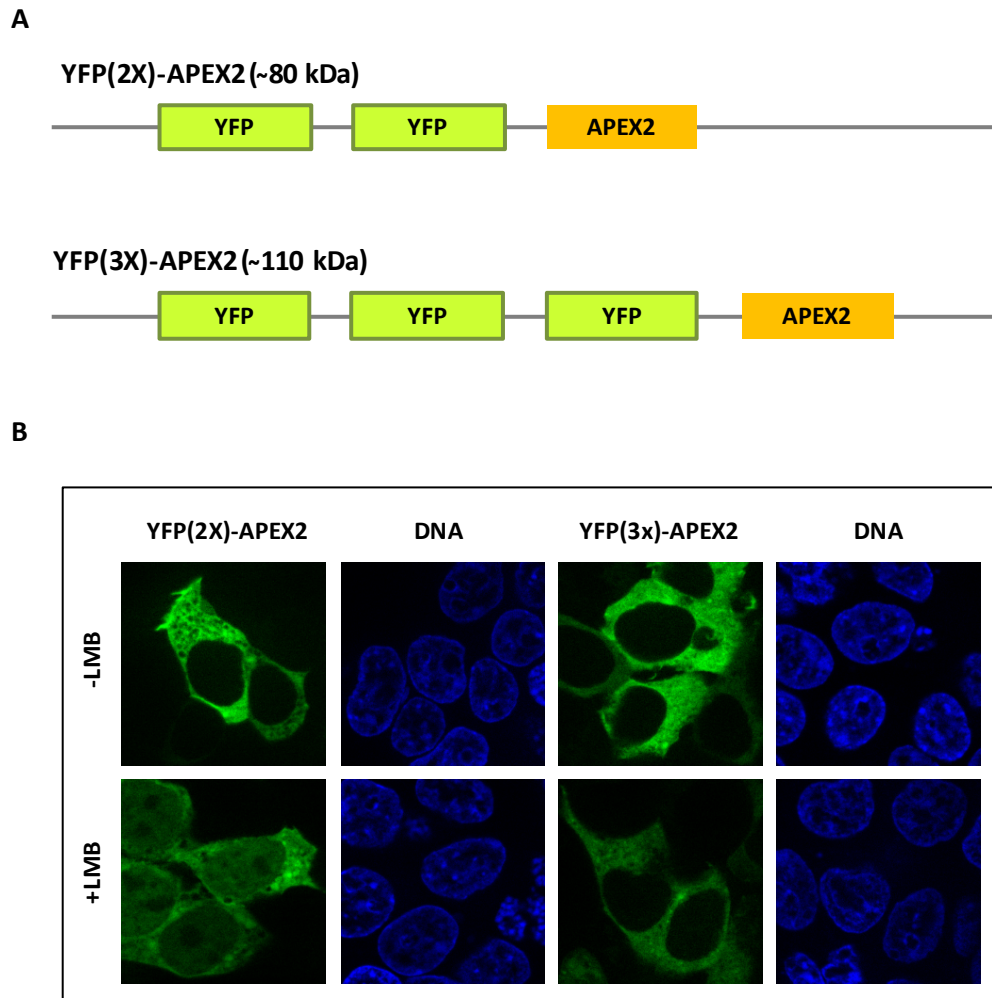 A
YFP(2X)-APEX2 (~80 kDa)
YFP YFP APEX2
YFP(3X)-APEX2 (~110 kDa)
YFP YFP YFP APEX2
B
YFP(2X)-APEX2 DNA YFP(3x)-APEX2 DNA
-LMB
+LMB